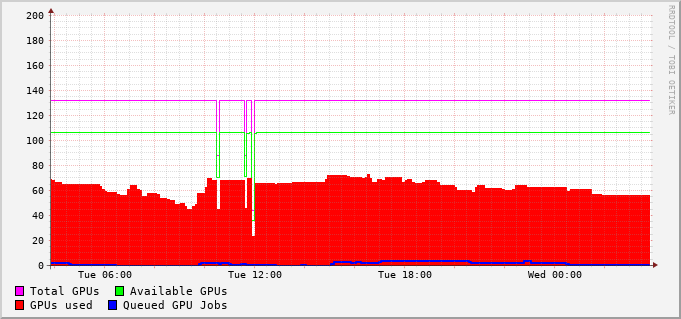 200
180
160
140
120
100
80
60
40
20
0
Tue 06:00 Tue 12:00 Tue 18:00 Wed 00:00
Total GPUs Available GPUs
GPUs used Queued GPU Jobs
RRDTOOL / TOBI OETIKER